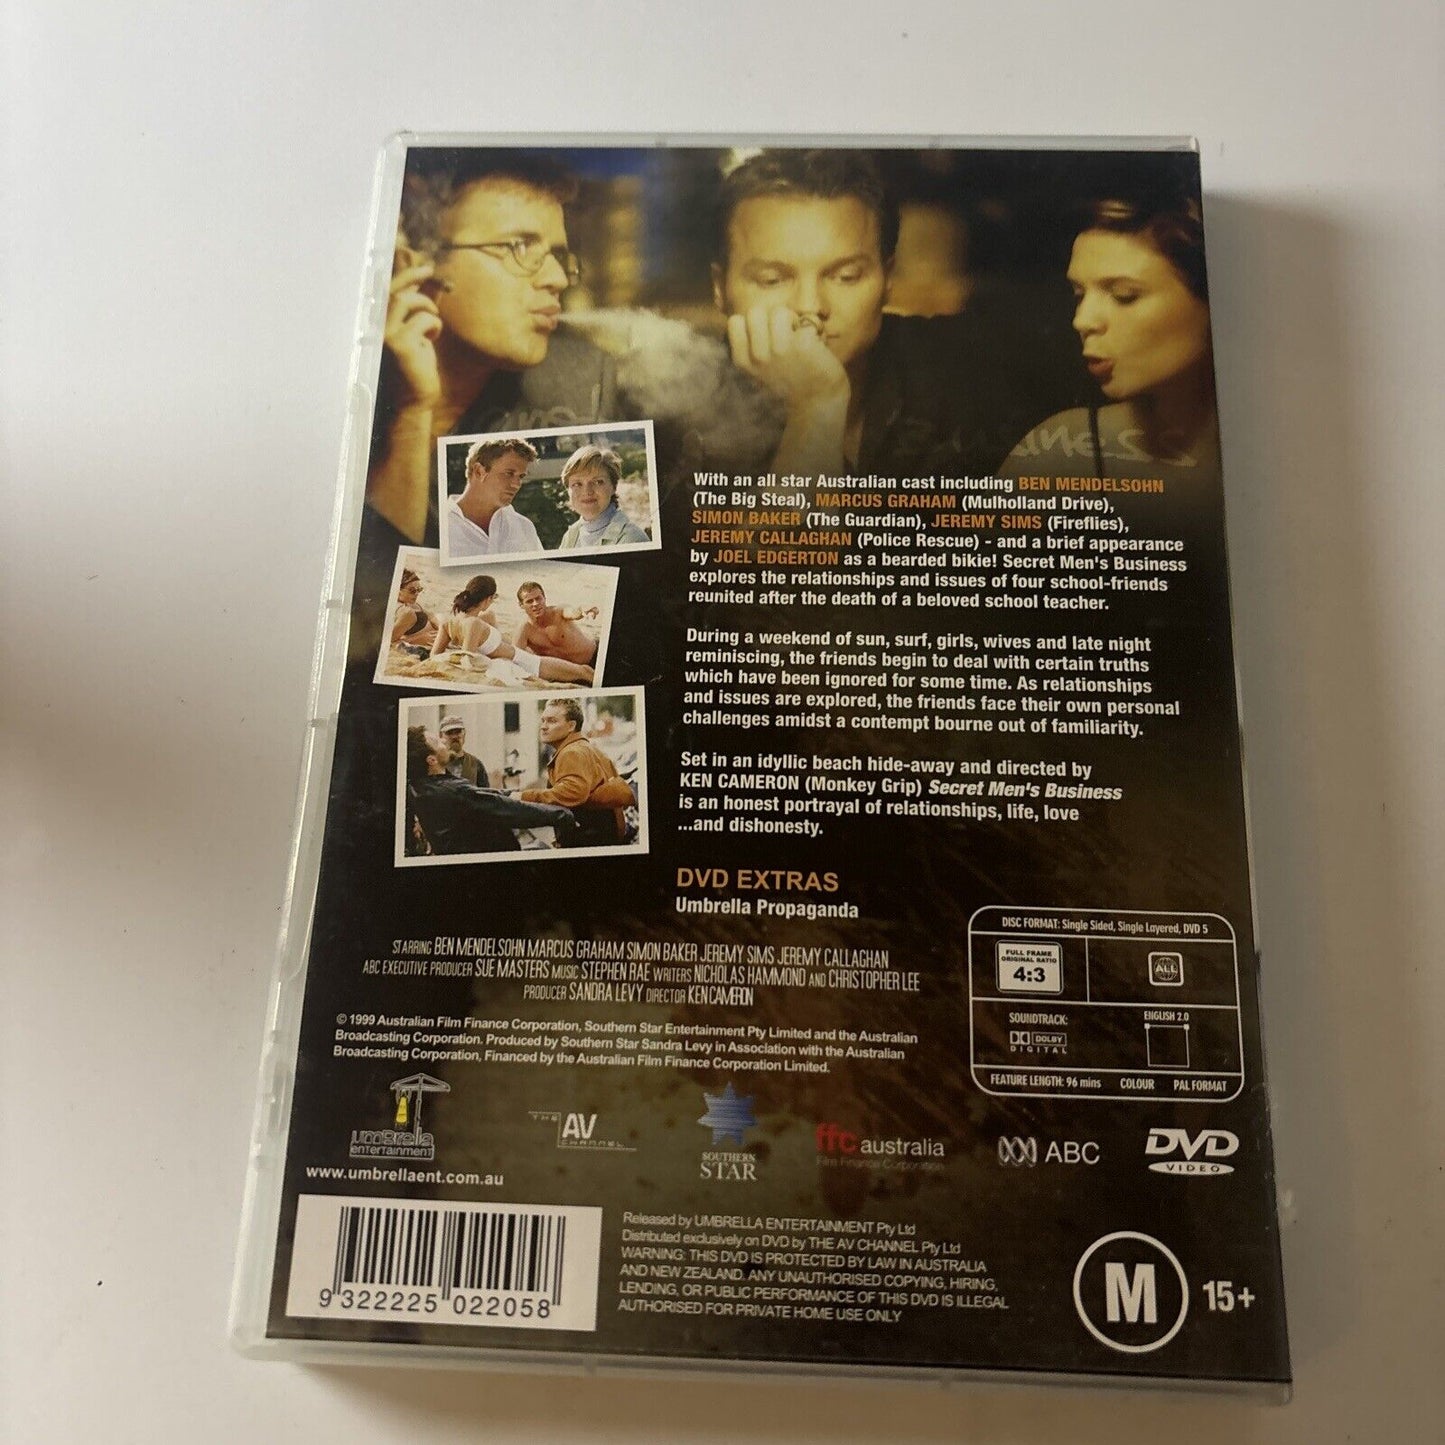 With an all star Australian cast including BEN MENDELSOHN
(The Big Steal), MARCUS GRAHAM (Mulholland Drive),
SIMON BAKER (The Guardian), JEREMY SIMS (Fireflies),
JEREMY CALLAGHAN (Police Rescue) - and a brief appearance
by JOEL EDGERTON as a bearded bikie! Secret Men's Business
explores the relationships and issues of four school-friends
reunited after the death of a beloved school teacher.
During a weekend of sun, surf, girls, wives and late night
reminiscing, the friends begin to deal with certain truths
which have been ignored for some time. As relationships
and issues are explored, the friends face their own personal
challenges amidst a contempt bourne out of familiarity.
Set in an idyllic beach hide-away and directed by
KEN CAMERON (Monkey Grip) Secret Men's Business
is an honest portrayal of relationships, life, love
...and dishonesty.
DVD EXTRAS
Umbrella Propaganda
STARRING BEN MENDELSOHN MARCUS GRAHAM SIMON BAKER JEREMY SIMS JEREMY CALLAGHAN
ABC EXECUTIVE PRODUCER SUE MASTERS MUSIC STEPHEN RAE WRITERS NICHOLAS HAMMOND AND CHRISTOPHER LEE
PRODUCER SANDRA LEVY DIRECTOR KEN CAMERON
© 1999 Australian Film Finance Corporation, Southern Star Entertainment Pty Limited and the Australian
Broadcasting Corporation. Produced by Southern Star Sandra Levy in Association with the Australian
Broadcasting Corporation, Financed by the Australian Film Finance Corporation Limited.
DISC FORMAT: Single Sided, Single Layered, DVD 5
FULL FRAME
ORIGINAL RATIO
4:3
ALL
SOUNDTRACK:
DOLBY
DIGITAL
ENGLISH 2.0
FEATURE LENGTH: 96 mins COLOUR PAL FORMAT
umbrella
entertainment
www.umbrellaent.com.au
THE
AV
CHANNEL
SOUTHERN
STAR
ffc australia
Film Finance Corporation
ABC
DVD
VIDEO
9 322225 022058
Released by UMBRELLA ENTERTAINMENT Pty Ltd
Distributed exclusively on DVD by THE AV CHANNEL Pty Ltd
WARNING: THIS DVD IS PROTECTED BY LAW IN AUSTRALIA
AND NEW ZEALAND. ANY UNAUTHORISED COPYING, HIRING,
LENDING, OR PUBLIC PERFORMANCE OF THIS DVD IS ILLEGAL
AUTHORISED FOR PRIVATE HOME USE ONLY
M
15+